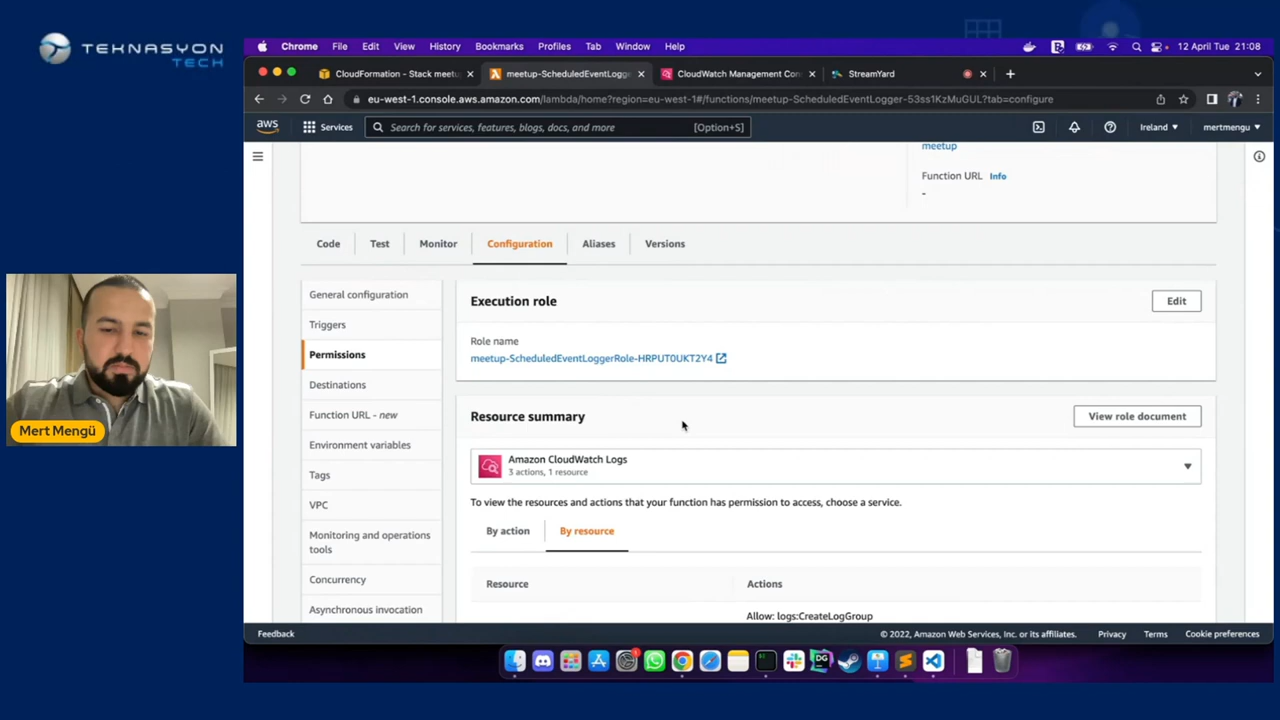 TEKNASYON
TECH
Chrome File Edit View History Bookmarks Profiles Tab Window Help
12 April Tue 21:08
CloudFormation - Stack meetu
meetup-ScheduledEventLogge
CloudWatch Management Con
StreamYard
eu-west-1.console.aws.amazon.com/lambda/home?region=eu-west-1#/functions/meetup-ScheduledEventLogger-53ss1KzMuGUL?tab=configure
aws
Services
Search for services, features, blogs, docs, and more
[Option+S]
Ireland
mertmengu
meetup
Function URL Info
-
Code
Test
Monitor
Configuration
Aliases
Versions
General configuration
Triggers
Permissions
Destinations
Function URL - new
Environment variables
Tags
VPC
Monitoring and operations
tools
Concurrency
Asynchronous invocation
Execution role
Edit
Role name
meetup-ScheduledEventLoggerRole-HRPUT0UKT2Y4
Resource summary
View role document
Amazon CloudWatch Logs
3 actions, 1 resource
To view the resources and actions that your function has permission to access, choose a service.
By action
By resource
Resource
Actions
Allow: logs:CreateLogGroup
Mert Mengü
Feedback
© 2022, Amazon Web Services, Inc. or its affiliates.
Privacy
Terms
Cookie preferences